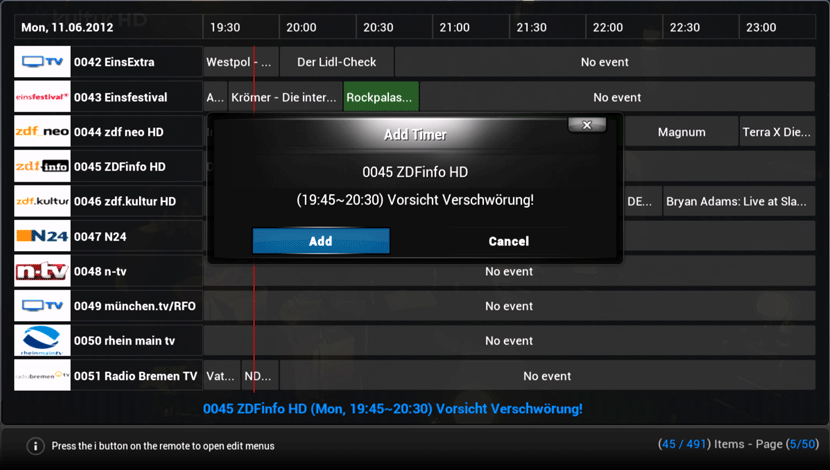 Mon, 11.06.2012 19:30 20:00 20:30 21:00 21:30 22:00 22:30 23:00
TV 0042 EinsExtra Westpol - ... Der Lidl-Check No event
einsfestival 0043 Einsfestival A... Krömer - Die inter... Rockpalas... No event
zdf neo 0044 zdf neo HD Magnum Terra X Die...
zdf.info 0045 ZDFinfo HD
zdf.kultur 0046 zdf.kultur HD DE... Bryan Adams: Live at Sla...
N24 0047 N24
n-tv 0048 n-tv No event
TV 0049 münchen.tv/RFO No event
rheinmaintv 0050 rhein main tv No event
radiobremen TV 0051 Radio Bremen TV Vat... ND... No event
Add Timer
X
0045 ZDFinfo HD
(19:45~20:30) Vorsicht Verschwörung!
Add Cancel
0045 ZDFinfo HD (Mon, 19:45~20:30) Vorsicht Verschwörung!
i Press the i button on the remote to open edit menus (45 / 491) Items - Page (5/50)